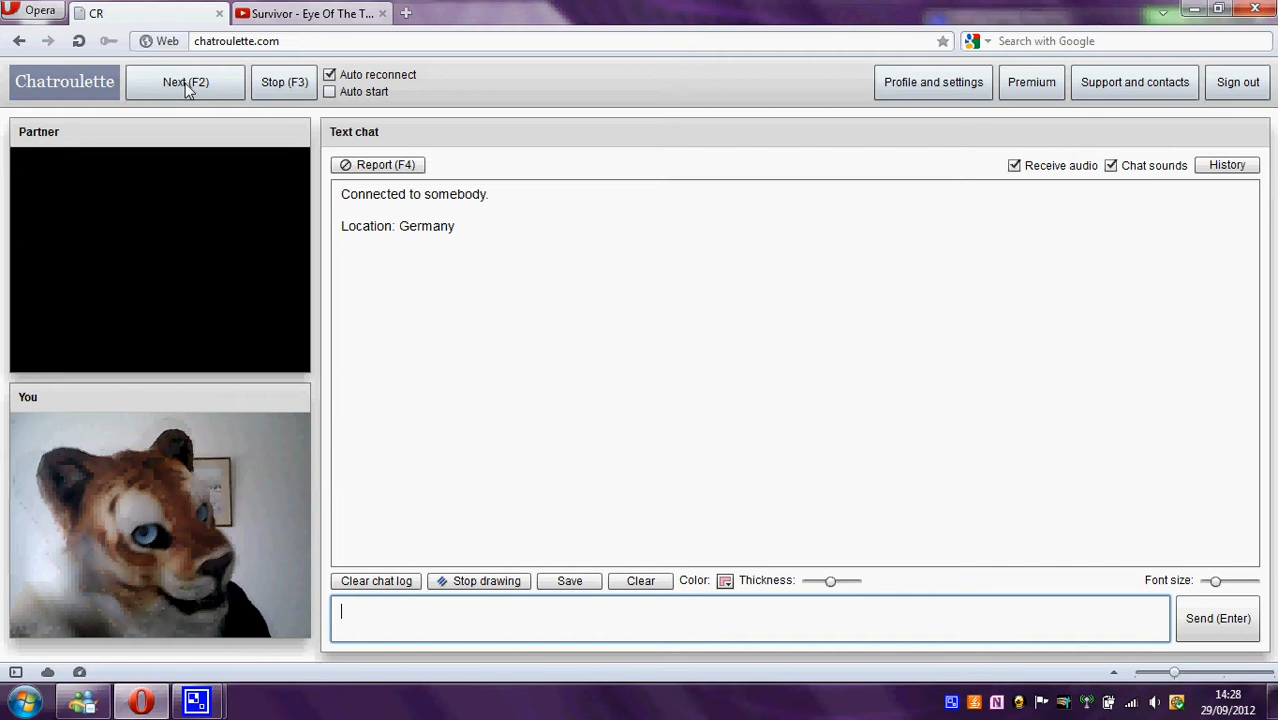 Opera
CR
Survivor - Eye Of The T...
Web
chatroulette.com
Search with Google
Chatroulette
Next (F2)
Stop (F3)
Auto reconnect
Auto start
Profile and settings
Premium
Support and contacts
Sign out
Partner
Text chat
Report (F4)
Receive audio
Chat sounds
History
Connected to somebody.
Location: Germany
You
Clear chat log
Stop drawing
Save
Clear
Color:
Thickness:
Font size:
Send (Enter)
14:28
29/09/2012